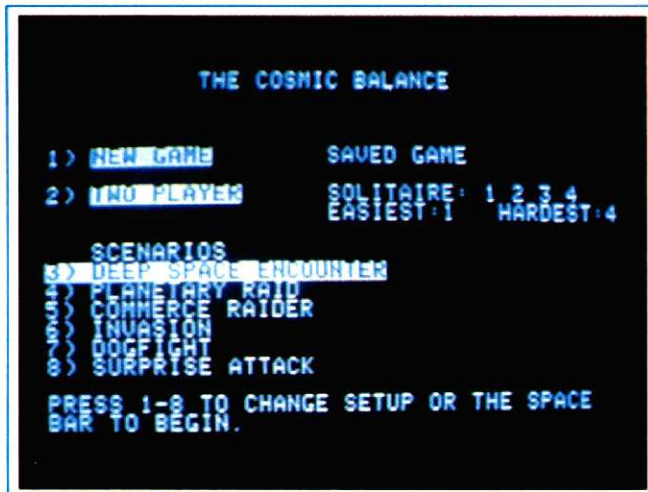 THE COSMIC BALANCE
1) NEW GAME SAVED GAME
2) TWO PLAYER SOLITAIRE: 1 2 3 4
EASIEST:1 HARDEST:4
SCENARIOS
3) DEEP SPACE ENCOUNTER
4) PLANETARY RAID
5) COMMERCE RAIDER
6) INVASION
7) DOGFIGHT
8) SURPRISE ATTACK
PRESS 1-8 TO CHANGE SETUP OR THE SPACE
BAR TO BEGIN.